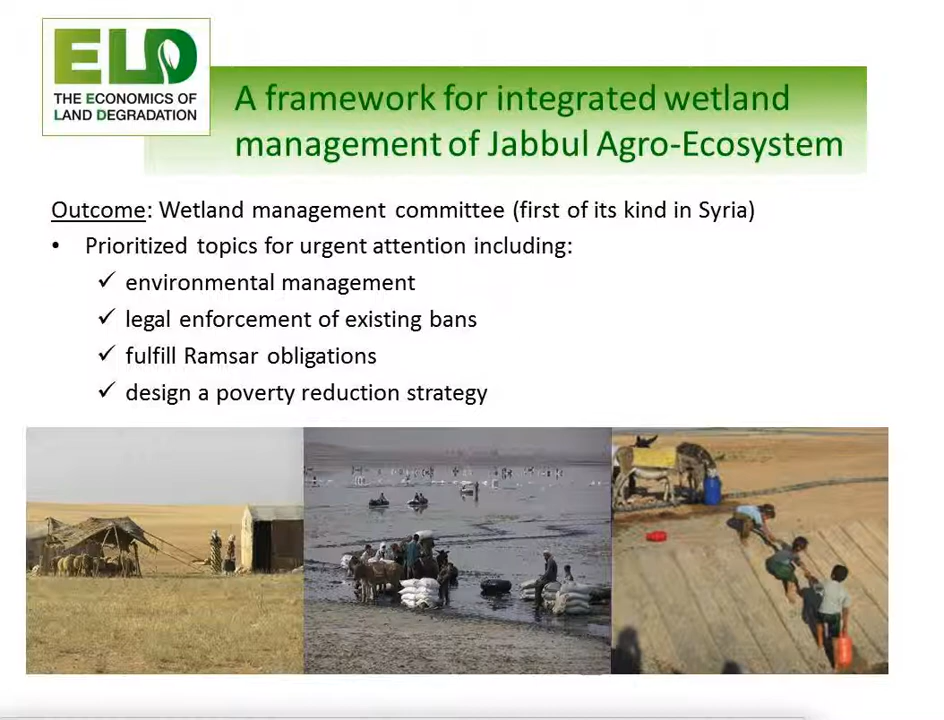 ELD
THE ECONOMICS OF
LAND DEGRADATION
A framework for integrated wetland
management of Jabbul Agro-Ecosystem
Outcome: Wetland management committee (first of its kind in Syria)
• Prioritized topics for urgent attention including:
✓ environmental management
✓ legal enforcement of existing bans
✓ fulfill Ramsar obligations
✓ design a poverty reduction strategy